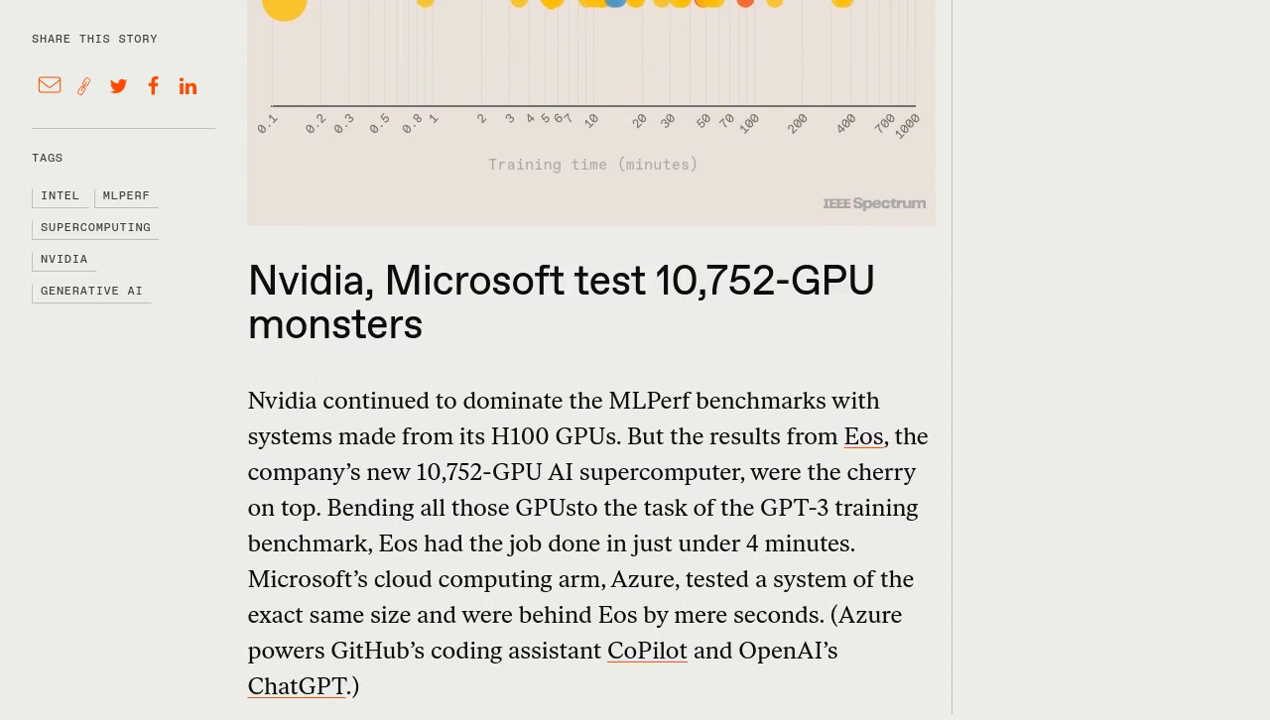 SHARE THIS STORY
TAGS
INTEL
MLPERF
SUPERCOMPUTING
NVIDIA
GENERATIVE AI
0.1 0.2 0.3 0.5 0.8 1 2 3 4 5 6 7 10 20 30 50 70 100 200 400 700 1000
Training time (minutes)
IEEE Spectrum
Nvidia, Microsoft test 10,752-GPU
monsters
Nvidia continued to dominate the MLPerf benchmarks with
systems made from its H100 GPUs. But the results from Eos, the
company’s new 10,752-GPU AI supercomputer, were the cherry
on top. Bending all those GPUsto the task of the GPT-3 training
benchmark, Eos had the job done in just under 4 minutes.
Microsoft’s cloud computing arm, Azure, tested a system of the
exact same size and were behind Eos by mere seconds. (Azure
powers GitHub’s coding assistant CoPilot and OpenAI’s
ChatGPT.)